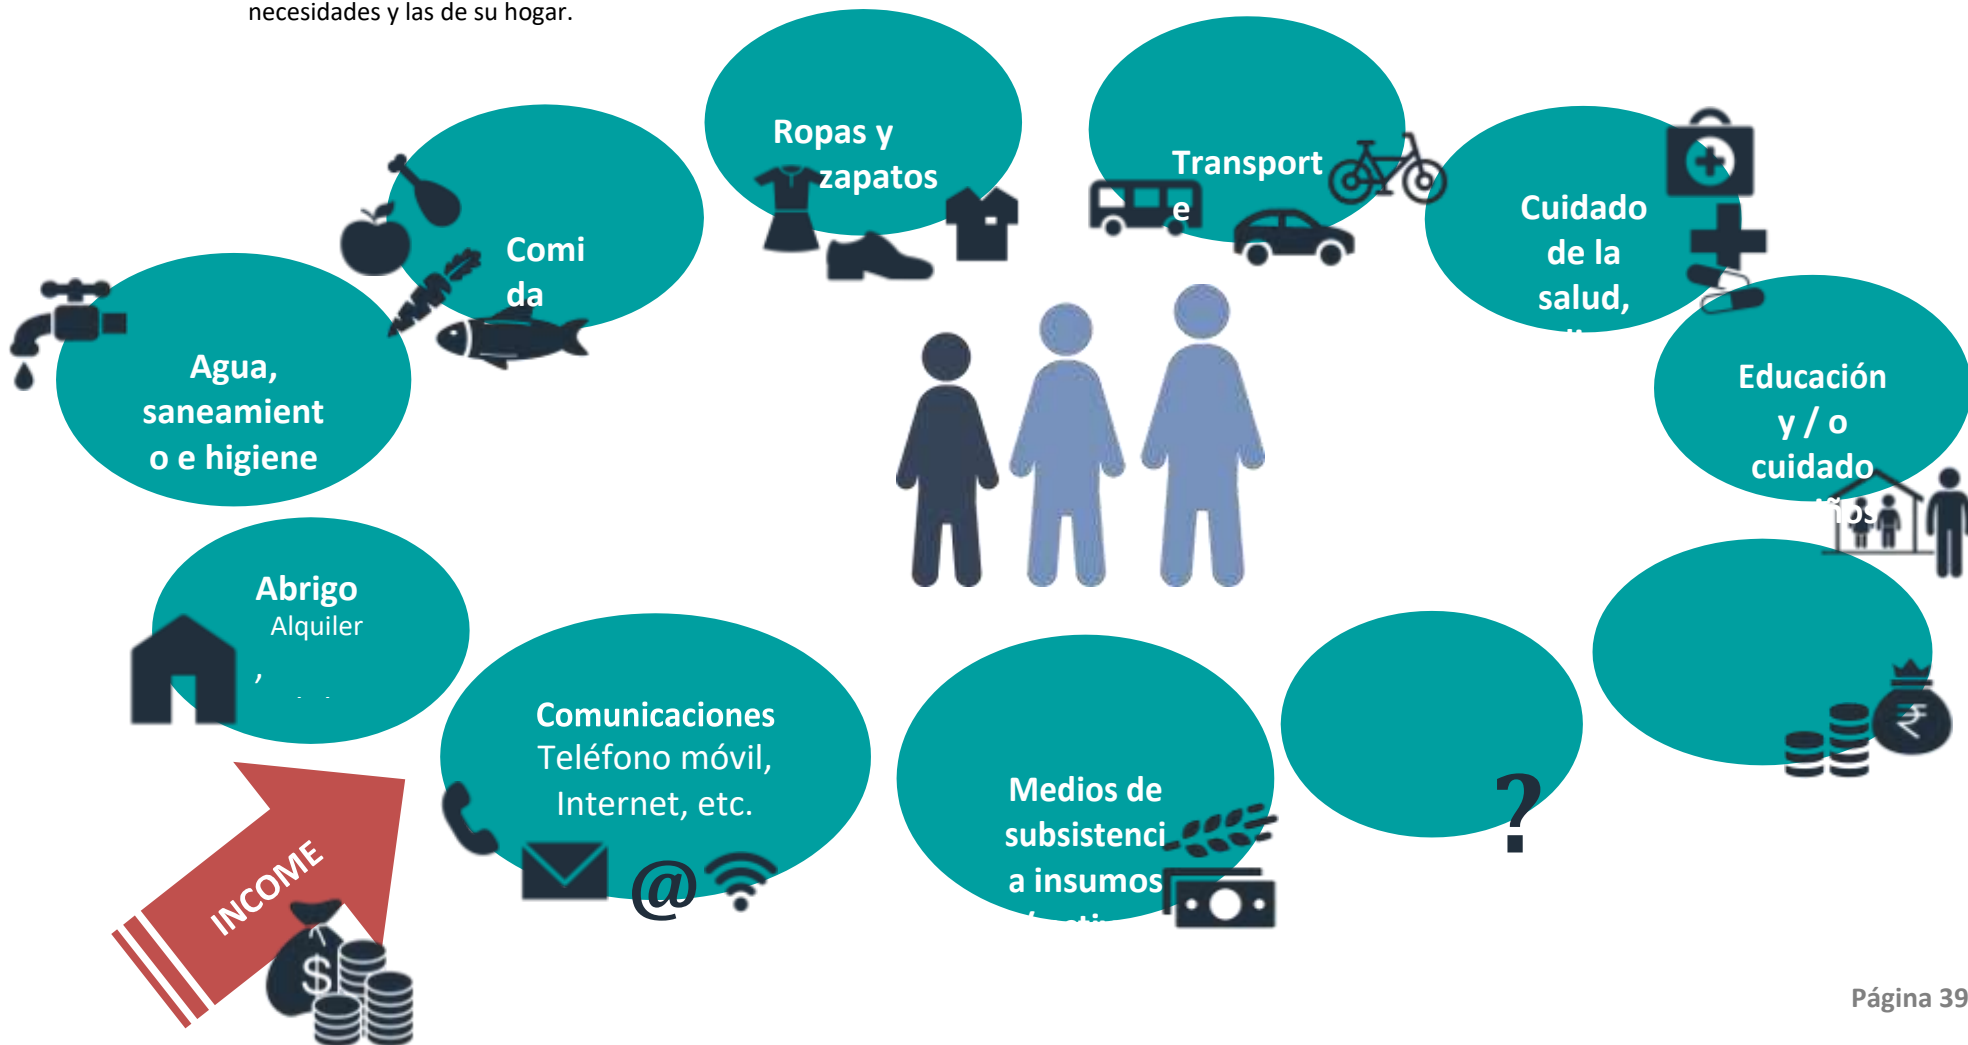 necesidades y las de su hogar.
Ropas y
zapatos
Transport
e
Comi
da
Cuidado
de la
salud,
Agua,
saneamient
o e higiene
Educación
y / o
cuidado
Abrigo
Alquiler
,
Comunicaciones
Teléfono móvil,
Internet, etc.
@
Medios de
subsistenci
a insumos
?
₹
INCOME
$
Página 39